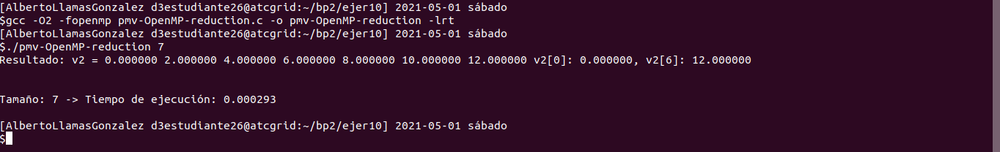 [AlbertoLlamasGonzalez d3estudiante26@atcgrid:~/bp2/ejer10] 2021-05-01 sábado
$gcc -O2 -fopenmp pmv-OpenMP-reduction.c -o pmv-OpenMP-reduction -lrt
[AlbertoLlamasGonzalez d3estudiante26@atcgrid:~/bp2/ejer10] 2021-05-01 sábado
$./pmv-OpenMP-reduction 7
Resultado: v2 = 0.000000 2.000000 4.000000 6.000000 8.000000 10.000000 12.000000 v2[0]: 0.000000, v2[6]: 12.000000
Tamaño: 7 -> Tiempo de ejecución: 0.000293
[AlbertoLlamasGonzalez d3estudiante26@atcgrid:~/bp2/ejer10] 2021-05-01 sábado
$